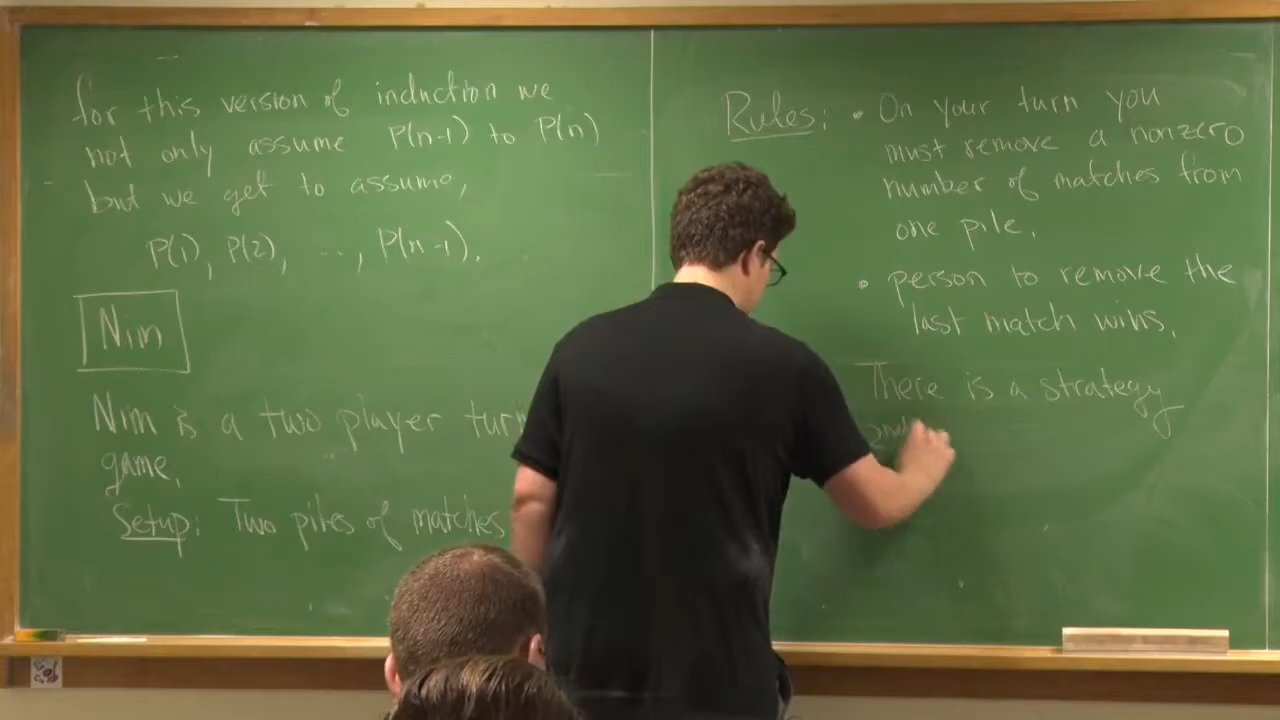 for this version of induction we
not only assume P(n-1) to P(n)
but we get to assume,
P(1), P(2), ..., P(n-1).
Nim
Nim is a two player
game.
Setup: Two piles of matches
Rules: • On your turn you
must remove a nonzero
number of matches from
one pile.
• person to remove the
last match wins.
There is a strategy
2nd